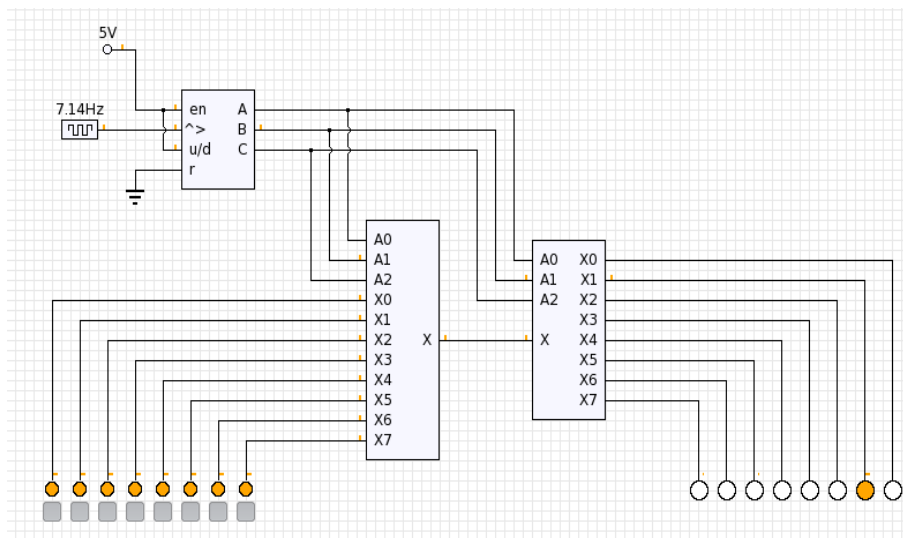 5V
7.14Hz
en A
^> B
u/d C
r
A0
A1
A2
X0
X1
X2 X
X3
X4
X5
X6
X7
A0 X0
A1 X1
A2 X2
X3
X X4
X5
X6
X7